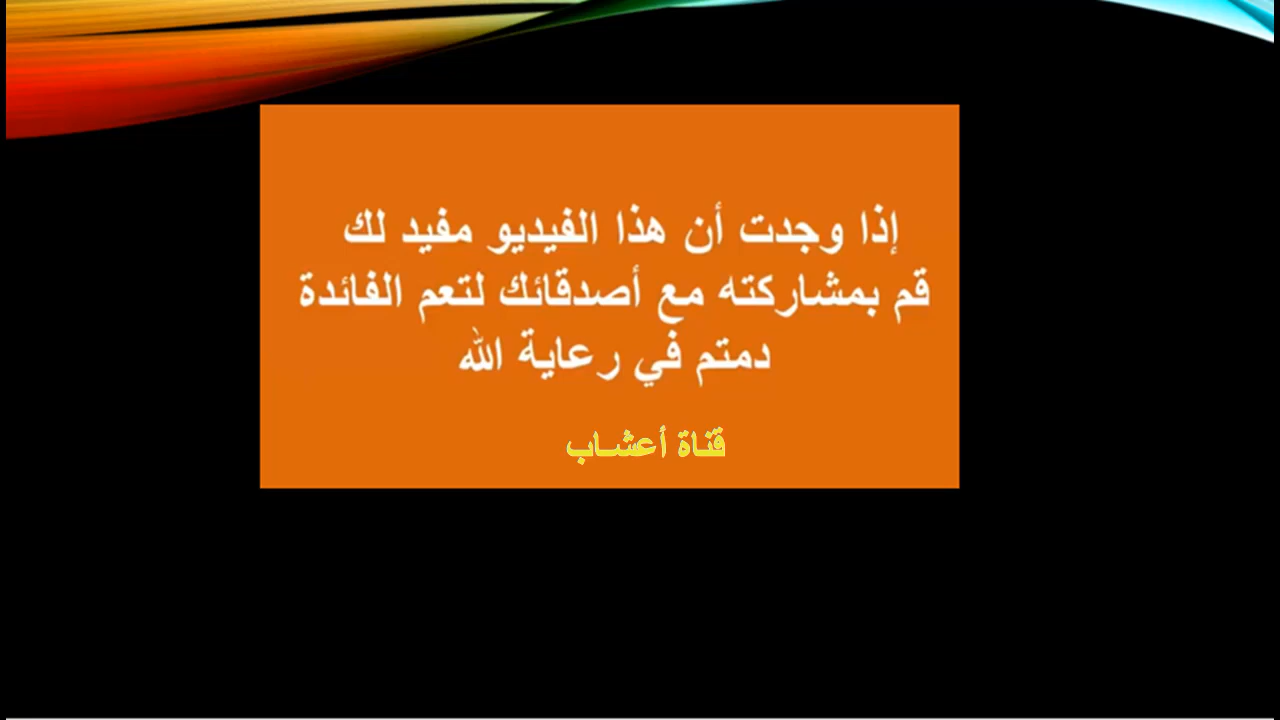 إذا وجدت أن هذا الفيديو مفيد لك
قم بمشاركته مع أصدقائك لتعم الفائدة
دمتم في رعاية الله
قناة أعشاب